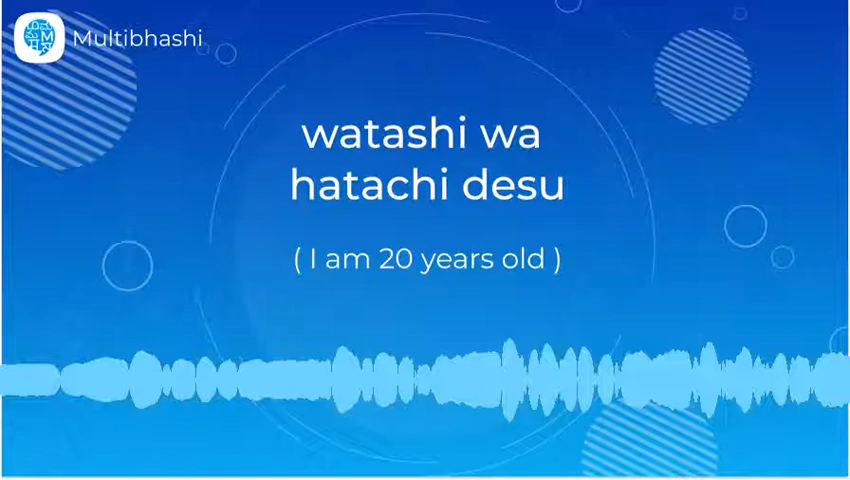 Multibhashi
watashi wa
hatachi desu
( I am 20 years old )